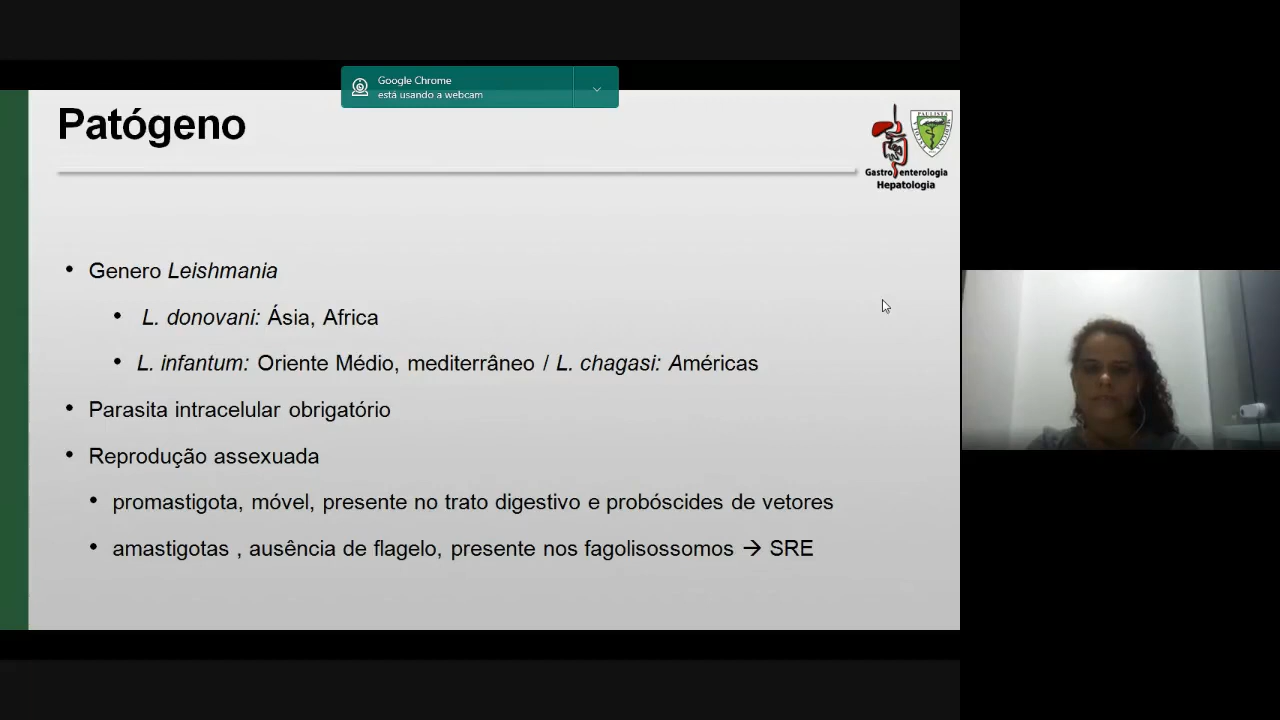 Google Chrome
está usando a webcam
Patógeno
PAULISTA
Gastroenterologia
Hepatologia
• Genero Leishmania
• L. donovani: Ásia, Africa
• L. infantum: Oriente Médio, mediterrâneo / L. chagasi: Américas
• Parasita intracelular obrigatório
• Reprodução assexuada
• promastigota, móvel, presente no trato digestivo e probóscides de vetores
• amastigotas , ausência de flagelo, presente nos fagolisossomos → SRE